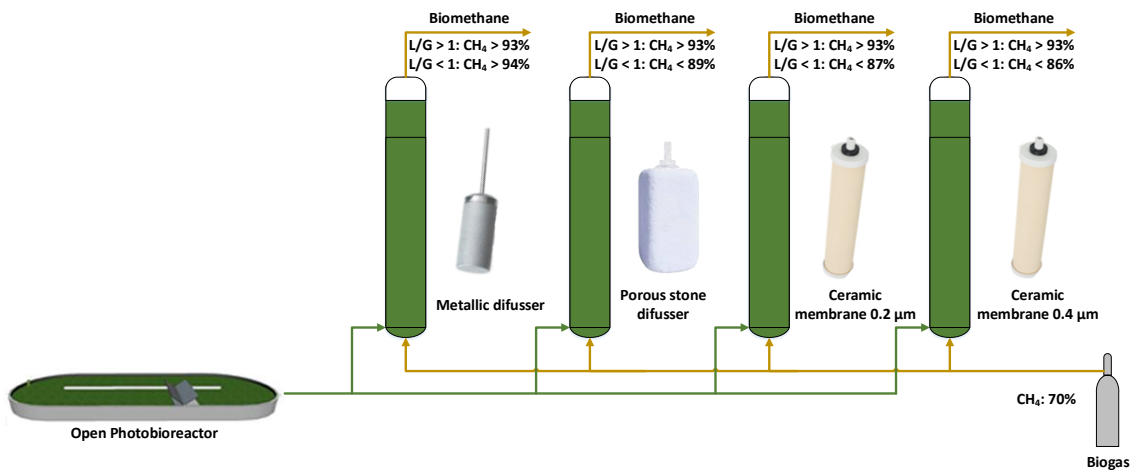 Biomethane
L/G > 1: CH₄ > 93%
L/G < 1: CH₄ > 94%
Biomethane
L/G > 1: CH₄ > 93%
L/G < 1: CH₄ < 89%
Biomethane
L/G > 1: CH₄ > 93%
L/G < 1: CH₄ < 87%
Biomethane
L/G > 1: CH₄ > 93%
L/G < 1: CH₄ < 86%
Metallic difusser
Porous stone
difusser
Ceramic
membrane 0.2 μm
Ceramic
membrane 0.4 μm
Open Photobioreactor
CH₄: 70%
Biogas